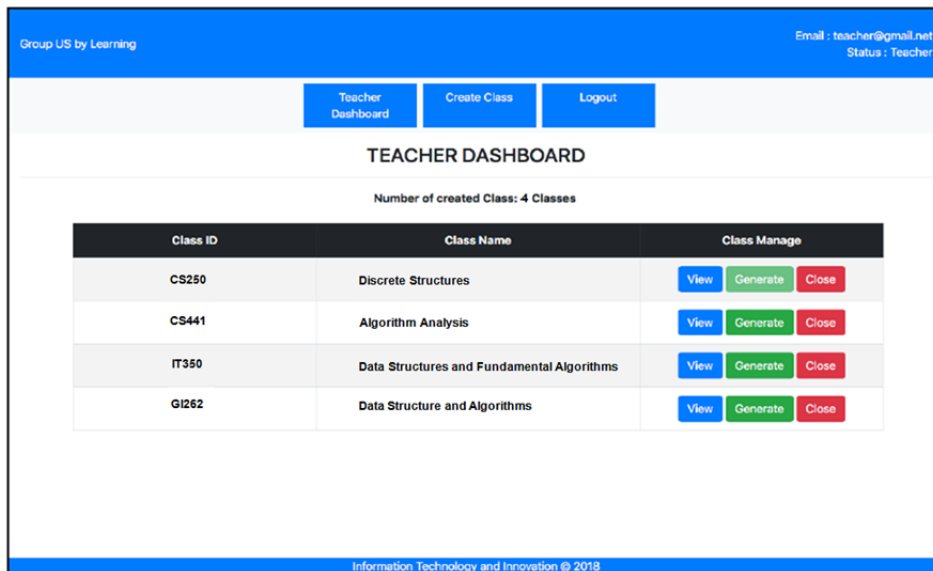 Group US by Learning
Email : teacher@gmail.net
Status : Teacher
Teacher
Dashboard
Create Class
Logout
TEACHER DASHBOARD
Number of created Class: 4 Classes
Class ID Class Name Class Manage
CS250 Discrete Structures View Generate Close
CS441 Algorithm Analysis View Generate Close
IT350 Data Structures and Fundamental Algorithms View Generate Close
GI262 Data Structure and Algorithms View Generate Close
Information Technology and Innovation @ 2018